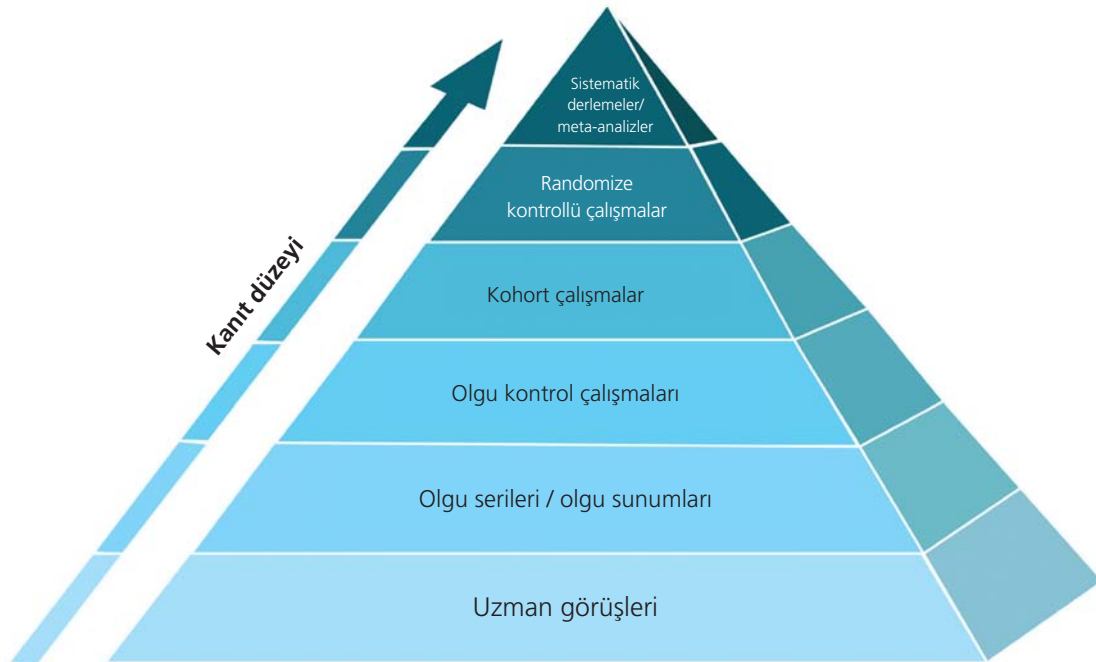 Sistematik
derlemeler/
meta-analizler
Randomize
kontrollü çalışmalar
Kanıt düzeyi
Kohort çalışmalar
Olgu kontrol çalışmaları
Olgu serileri / olgu sunumları
Uzman görüşleri